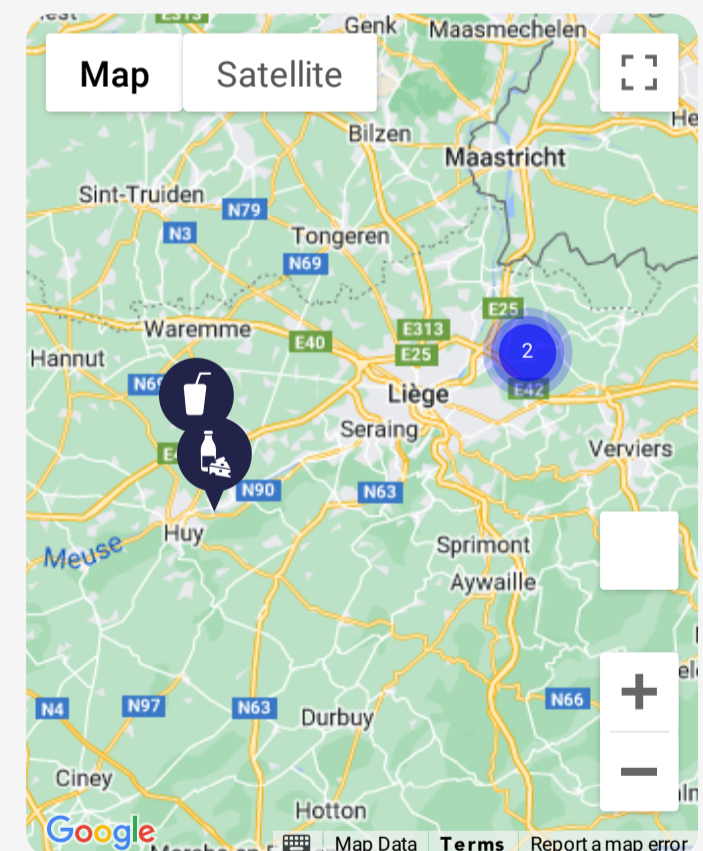 E313
Genk
Maasmechelen
Map
Satellite
Bilzen
Maastricht
Sint-Truiden
N79
N3
Tongeren
N69
E25
Waremme
E313
E40
E25
2
Hannut
N69
E42
Liège
Seraing
Verviers
N90
N63
Huy
Meuse
Sprimont
Aywaille
N4
N97
N63
N66
Durbuy
Ciney
Hotton
Google
Map Data
Terms
Report a map error